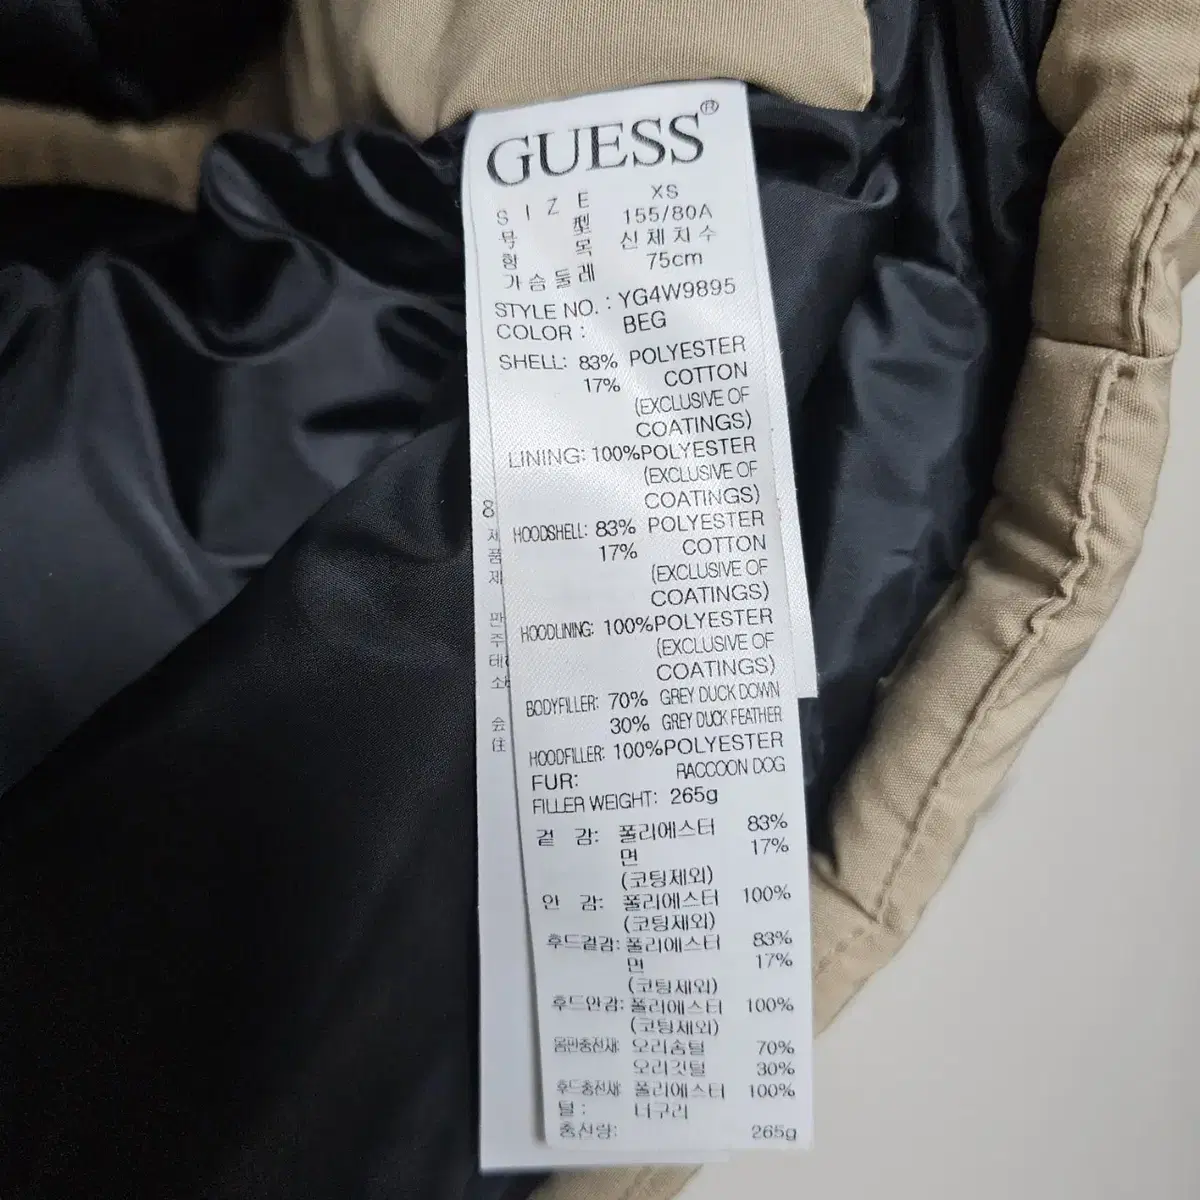 GUESS®
SIZE XS
号型 155/80A
항목 신체치수
가슴둘레 75cm
STYLE NO.: YG4W9895
COLOR: BEG
SHELL: 83% POLYESTER
17% COTTON
(EXCLUSIVE OF
COATINGS)
LINING: 100%POLYESTER
(EXCLUSIVE OF
COATINGS)
HOODSHELL: 83% POLYESTER
17% COTTON
(EXCLUSIVE OF
COATINGS)
HOODLINING: 100%POLYESTER
(EXCLUSIVE OF
COATINGS)
BODYFILLER: 70% GREY DUCK DOWN
30% GREY DUCK FEATHER
HOODFILLER: 100%POLYESTER
FUR: RACCOON DOG
FILLER WEIGHT: 265g
겉 감: 폴리에스터 83%
면 17%
(코팅제외)
안 감: 폴리에스터 100%
(코팅제외)
후드겉감: 폴리에스터 83%
면 17%
(코팅제외)
후드안감: 폴리에스터 100%
(코팅제외)
몸판충전재: 오리솜털 70%
오리깃털 30%
후드충전재: 폴리에스터 100%
털: 너구리
충전량: 265g